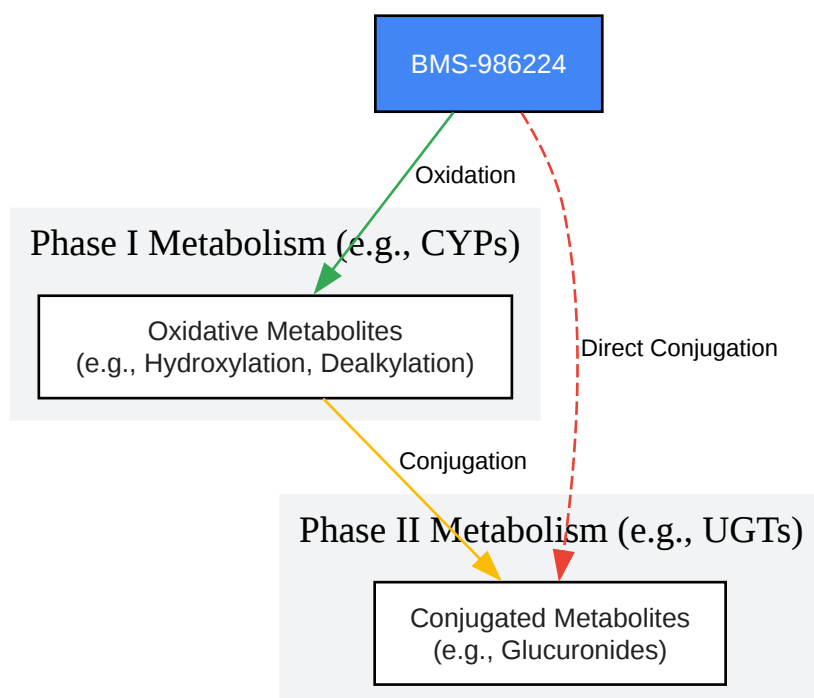 BMS-986224
Oxidation
Phase I Metabolism (e.g., CYPs)
Oxidative Metabolites
(e.g., Hydroxylation, Dealkylation)
Direct Conjugation
Conjugation
Phase II Metabolism (e.g., UGTs)
Conjugated Metabolites
(e.g., Glucuronides)